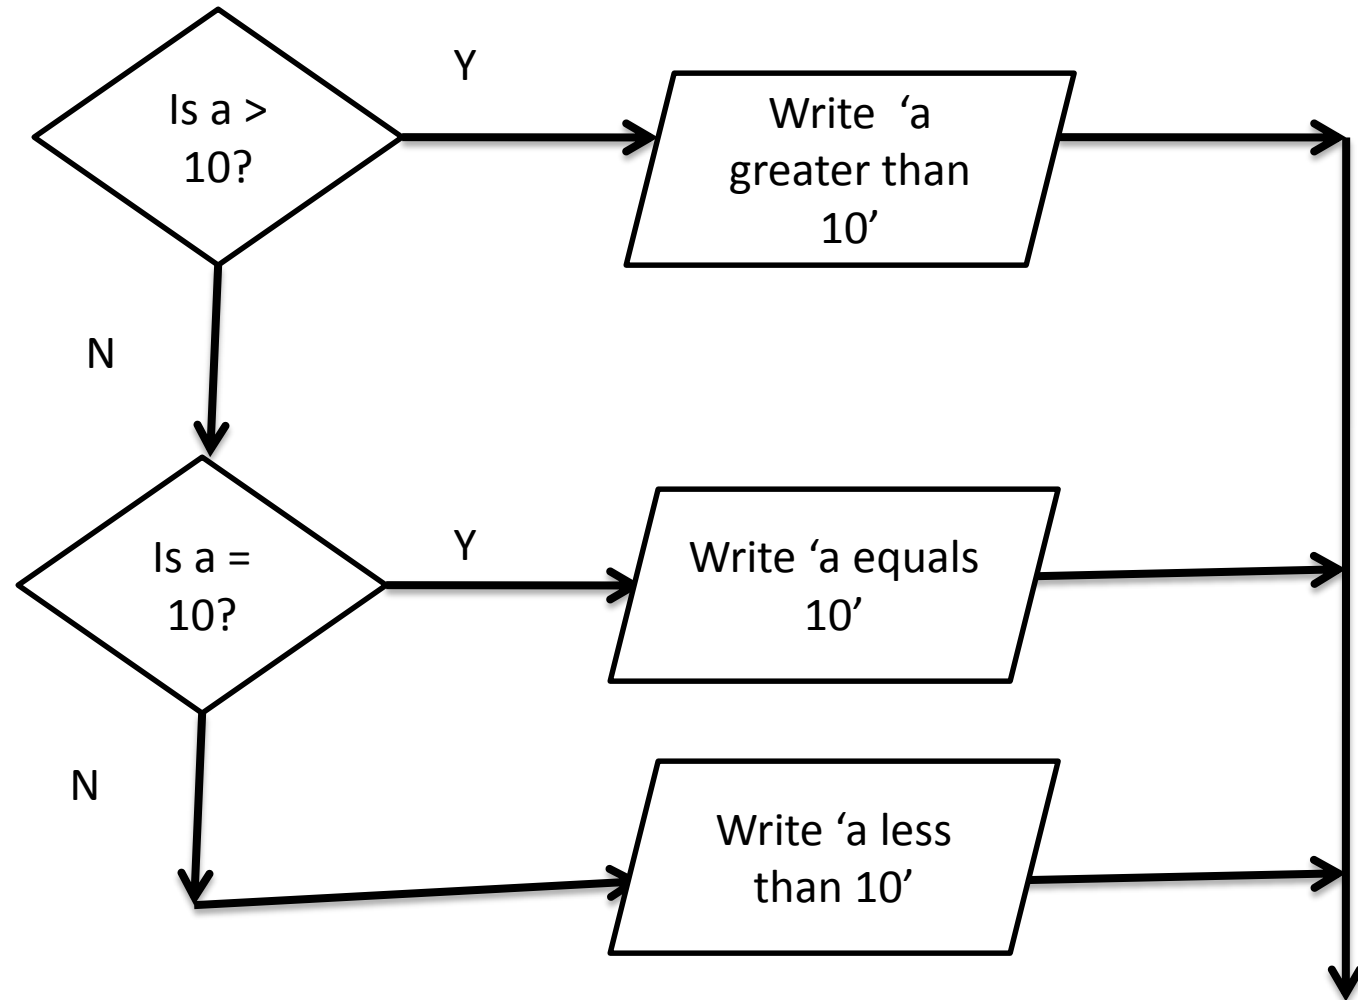 Is a >
10?
Y
Write  ‘a
greater than
10’
N
Is a =
10?
Y
Write ‘a equals
10’
N
Write ‘a less
than 10’